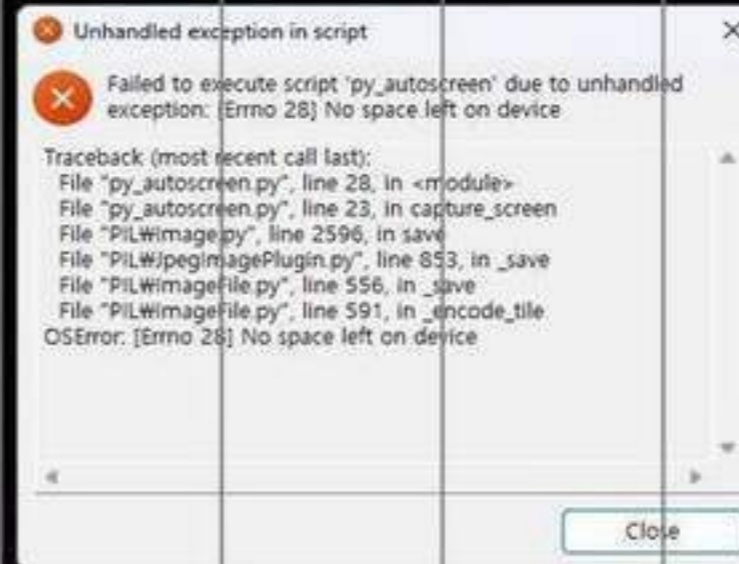 Unhandled exception in script
Failed to execute script 'py_autoscreen' due to unhandled
exception: [Errno 28] No space left on device
Traceback (most recent call last):
File "py_autoscreen.py", line 28, in <module>
File "py_autoscreen.py", line 23, in capture_screen
File "PIL₩Image.py", line 2596, in save
File "PIL₩JpegImagePlugin.py", line 853, in _save
File "PIL₩ImageFile.py", line 556, in _save
File "PIL₩ImageFile.py", line 591, in _encode_tile
OSError: [Errno 28] No space left on device
Close